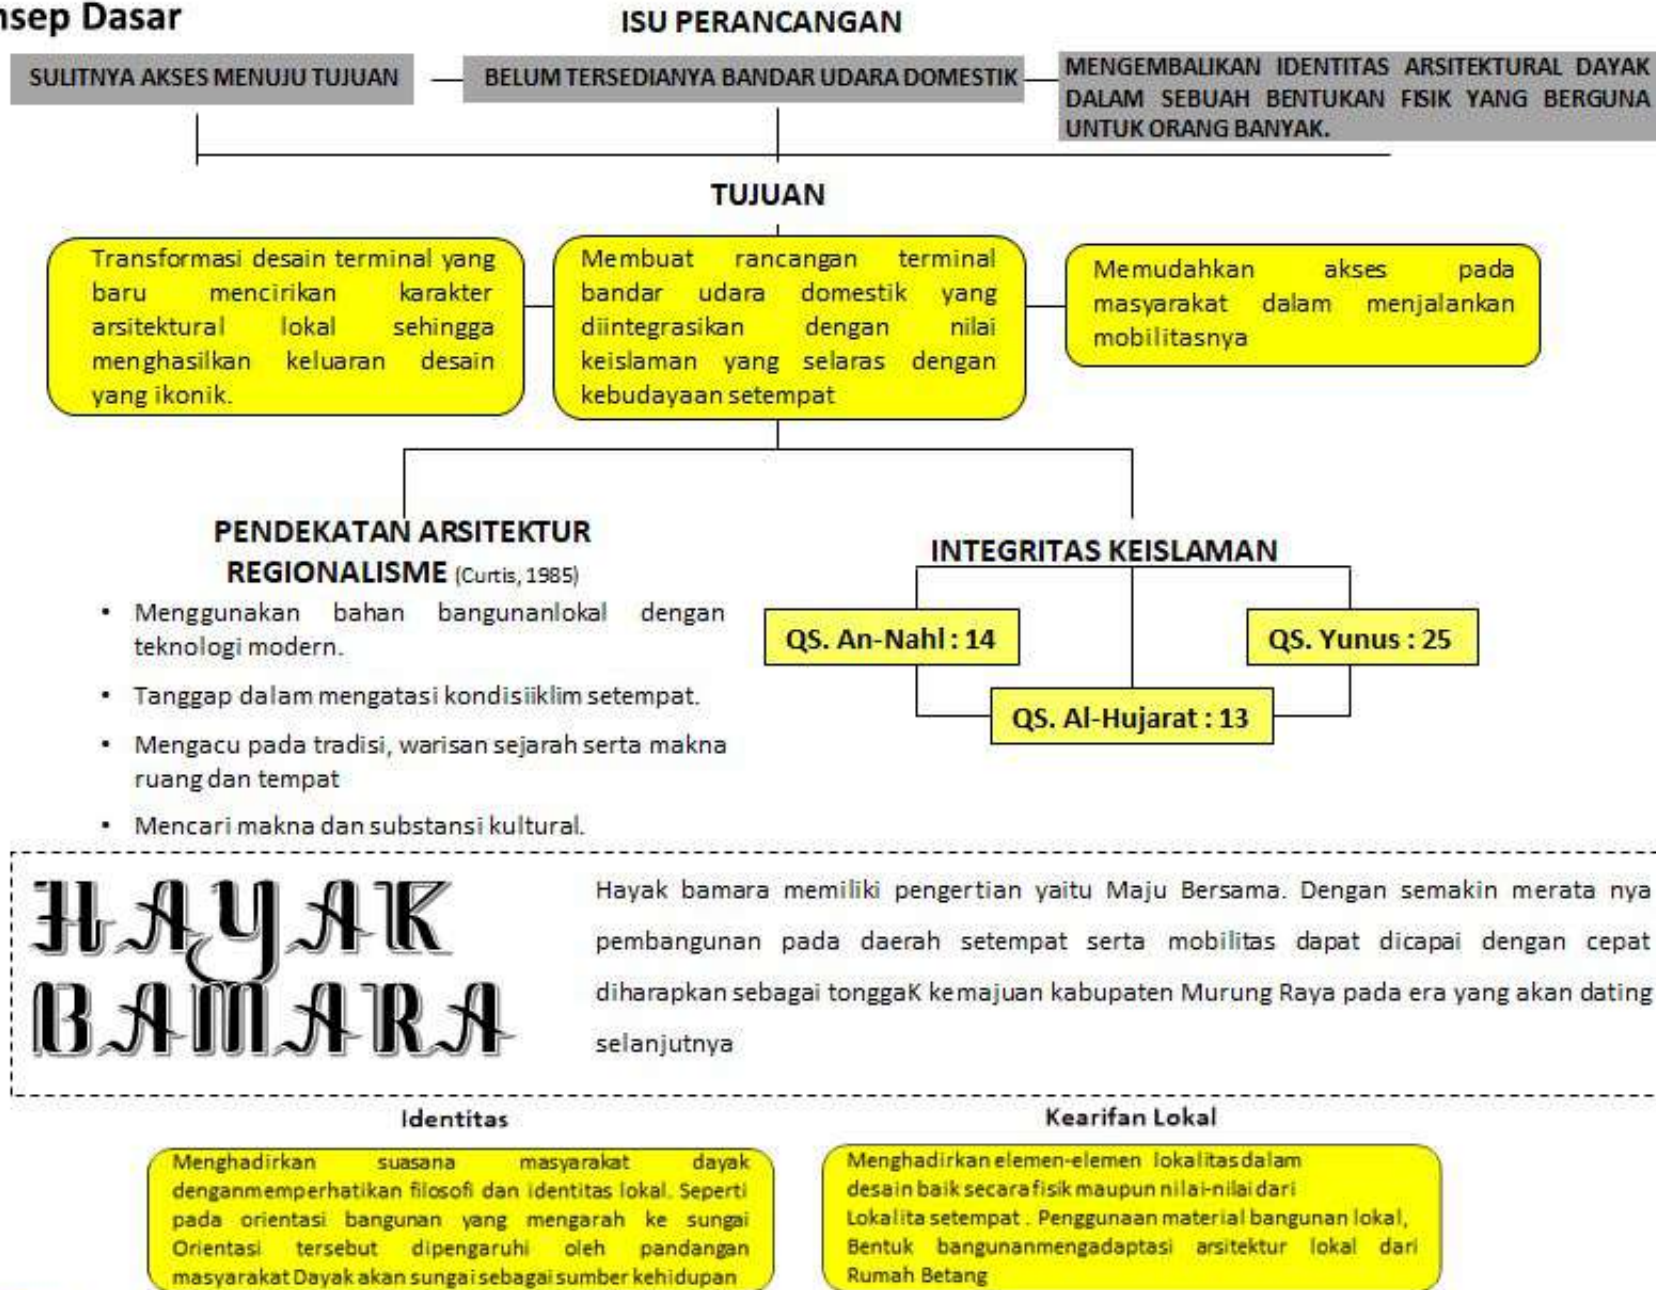 nsep Dasar
ISU PERANCANGAN
SULITNYA AKSES MENUJU TUJUAN
BELUM TERSEDIANYA BANDAR UDARA DOMESTIK
MENGEMBALIKAN IDENTITAS ARSITEKTURAL DAYAK
DALAM SEBUAH BENTUKAN FISIK YANG BERGUNA
UNTUK ORANG BANYAK.
TUJUAN
Transformasi desain terminal yang
baru mencirikan karakter
arsitektural lokal sehingga
menghasilkan keluaran desain
yang ikonik.
Membuat rancangan terminal
bandar udara domestik yang
diintegrasikan dengan nilai
keislaman yang selaras dengan
kebudayaan setempat
Memudahkan akses pada
masyarakat dalam menjalankan
mobilitasnya
PENDEKATAN ARSITEKTUR
REGIONALISME (Curtis, 1985)
• Menggunakan bahan bangunanlokal dengan
teknologi modern.
• Tanggap dalam mengatasi kondisiiklim setempat.
• Mengacu pada tradisi, warisan sejarah serta makna
ruang dan tempat
• Mencari makna dan substansi kultural.
INTEGRITAS KEISLAMAN
QS. An-Nahl : 14
QS. Yunus : 25
QS. Al-Hujarat : 13
HAYAK
BAMARA
Hayak bamara memiliki pengertian yaitu Maju Bersama. Dengan semakin merata nya
pembangunan pada daerah setempat serta mobilitas dapat dicapai dengan cepat
diharapkan sebagai tonggaK kemajuan kabupaten Murung Raya pada era yang akan dating
selanjutnya
Identitas
Menghadirkan suasana masyarakat dayak
denganmemperhatikan filosofi dan identitas lokal. Seperti
pada orientasi bangunan yang mengarah ke sungai
Orientasi tersebut dipengaruhi oleh pandangan
masyarakat Dayak akan sungai sebagai sumber kehidupan
Kearifan Lokal
Menghadirkan elemen-elemen lokalitas dalam
desain baik secara fisik maupun nilai-nilai dari
Lokalita setempat . Penggunaan material bangunan lokal,
Bentuk bangunanmengadaptasi arsitektur lokal dari
Rumah Betang